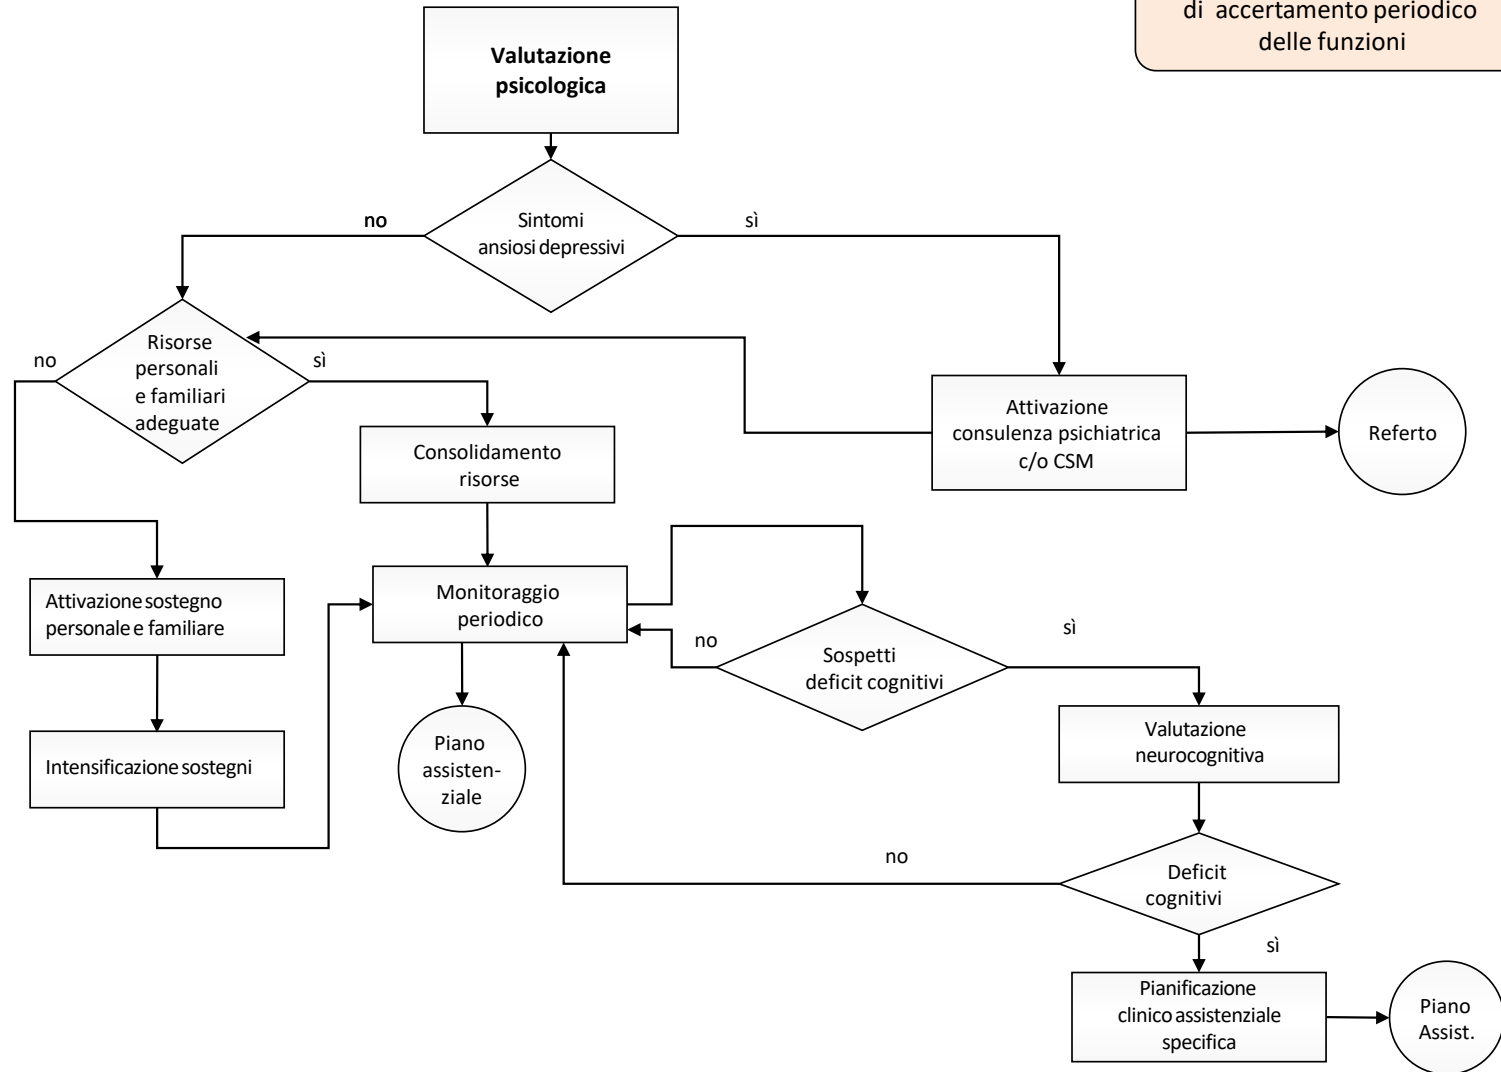 di accertamento periodico
delle funzioni
Valutazione
psicologica
Sintomi
ansiosi depressivi
no
sì
Risorse
personali
e familiari
adeguate
no
sì
Attivazione
consulenza psichiatrica
c/o CSM
Referto
Consolidamento
risorse
Attivazione sostegno
personale e familiare
Monitoraggio
periodico
no
Sospetti
deficit cognitivi
sì
Intensificazione sostegni
Piano
assisten-
ziale
Valutazione
neurocognitiva
no
Deficit
cognitivi
sì
Pianificazione
clinico assistenziale
specifica
Piano
Assist.